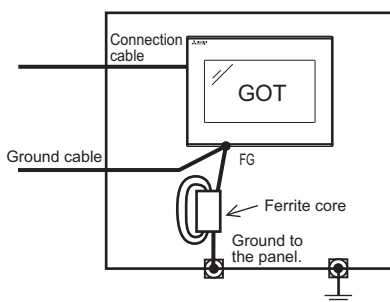 Connection
cable
GOT
Ground cable
FG
Ferrite core
Ground to
the panel.